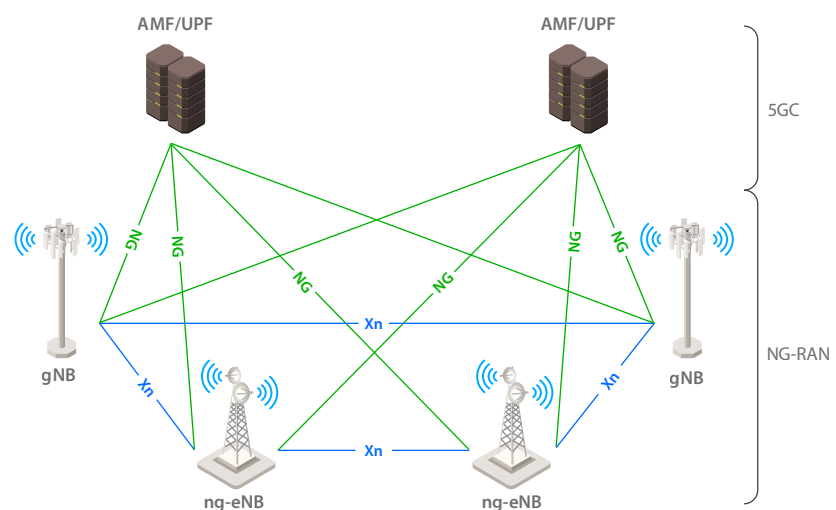 AMF/UPF
AMF/UPF
5GC
NG
NG
NG
NG
NG
NG
Xn
gNB
gNB
NG-RAN
Xn
Xn
Xn
ng-eNB
ng-eNB